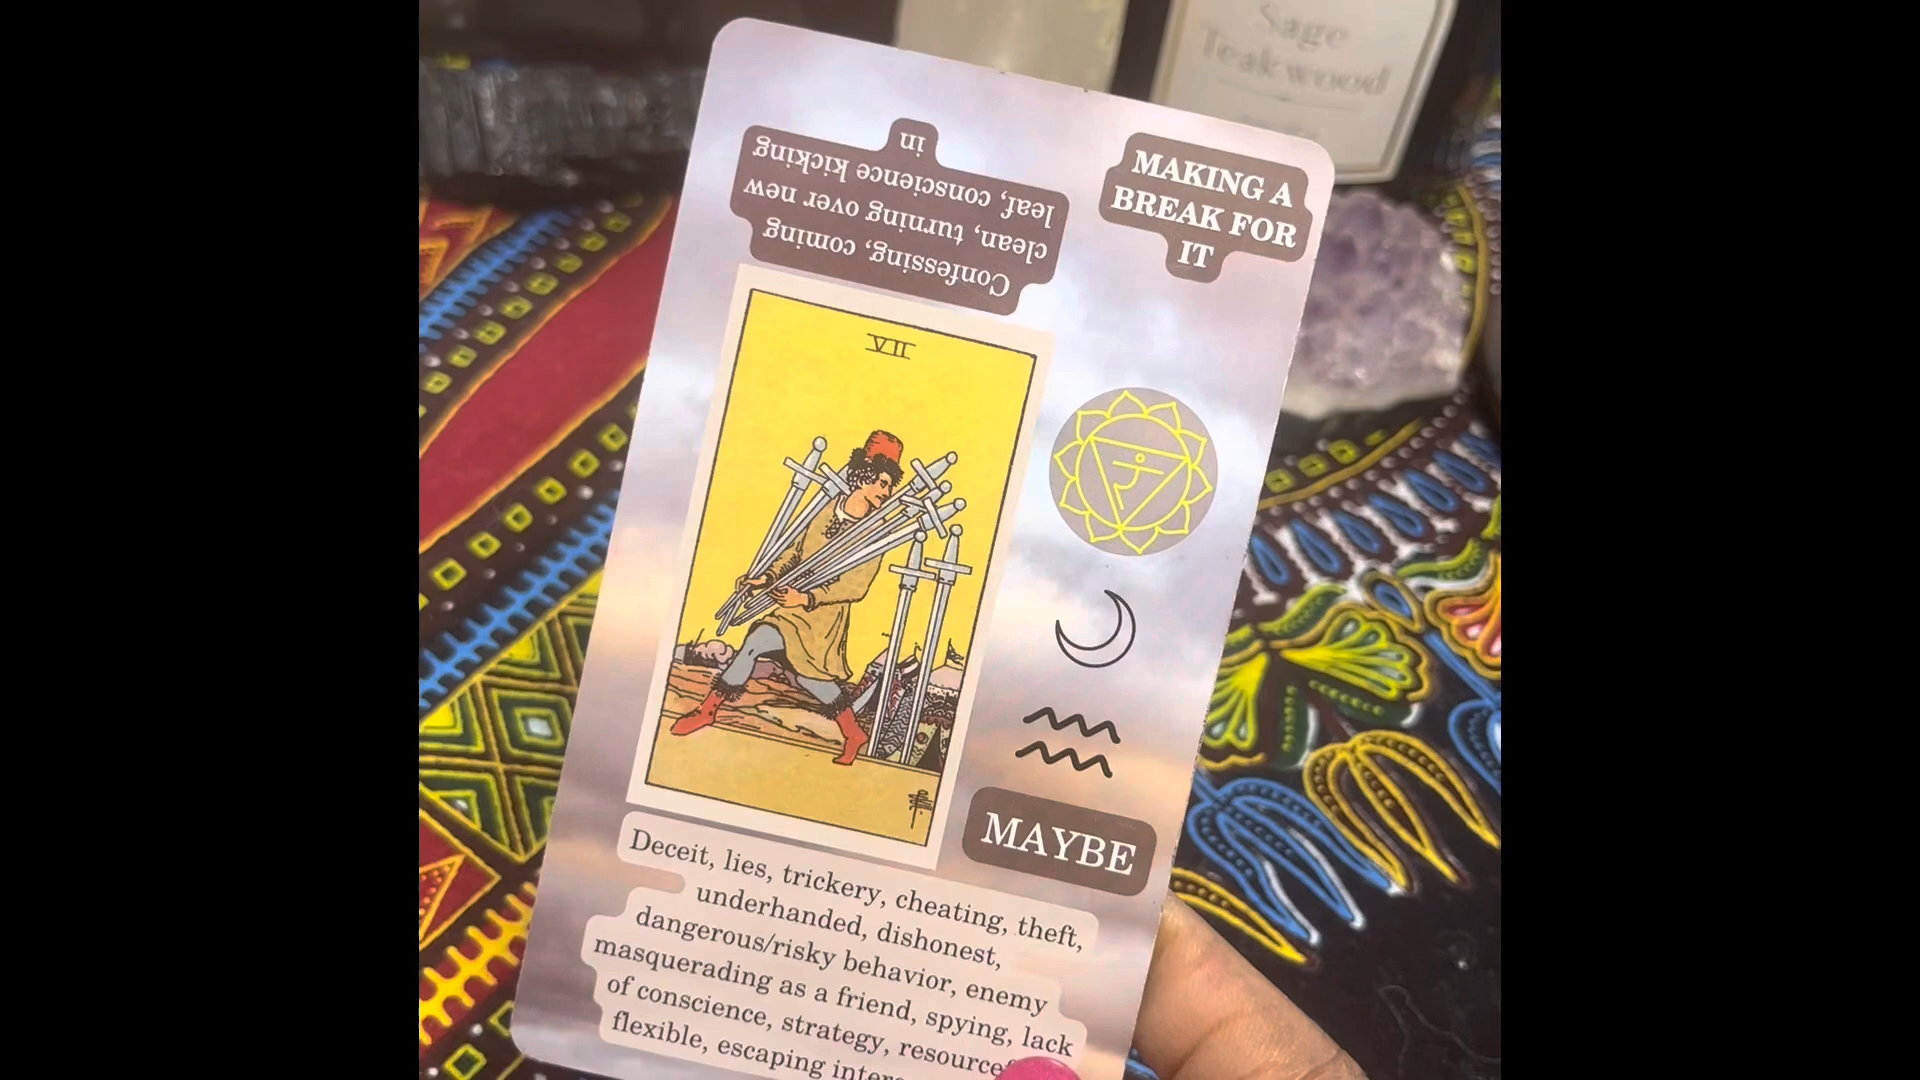 Sage
Teakwood
MAKING A
BREAK FOR
IT
Confessing, coming
clean, turning over new
leaf, conscience kicking
in
VII
MAYBE
Deceit, lies, trickery, cheating, theft,
underhanded, dishonest,
dangerous/risky behavior, enemy
masquerading as a friend, spying, lack
of conscience, strategy,
flexible, escaping